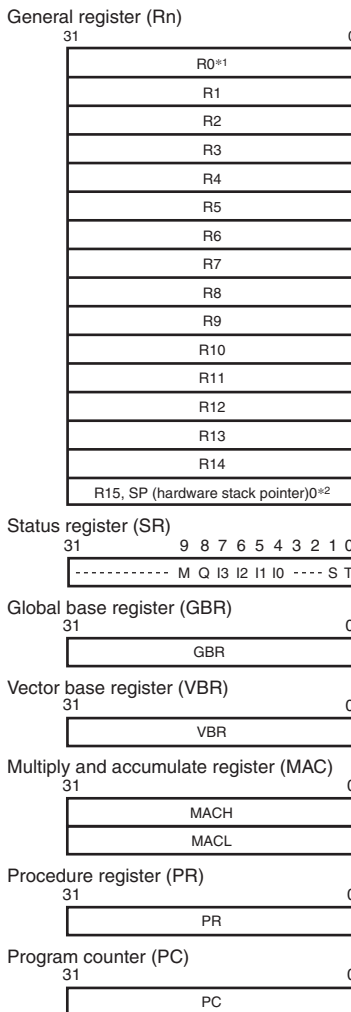 General register (Rn)
31 0
R0*1
R1
R2
R3
R4
R5
R6
R7
R8
R9
R10
R11
R12
R13
R14
R15, SP (hardware stack pointer)0*2
Status register (SR)
31 9 8 7 6 5 4 3 2 1 0
------------ M Q I3 I2 I1 I0 ---- S T
Global base register (GBR)
31 0
GBR
Vector base register (VBR)
31 0
VBR
Multiply and accumulate register (MAC)
31 0
MACH
MACL
Procedure register (PR)
31 0
PR
Program counter (PC)
31 0
PC